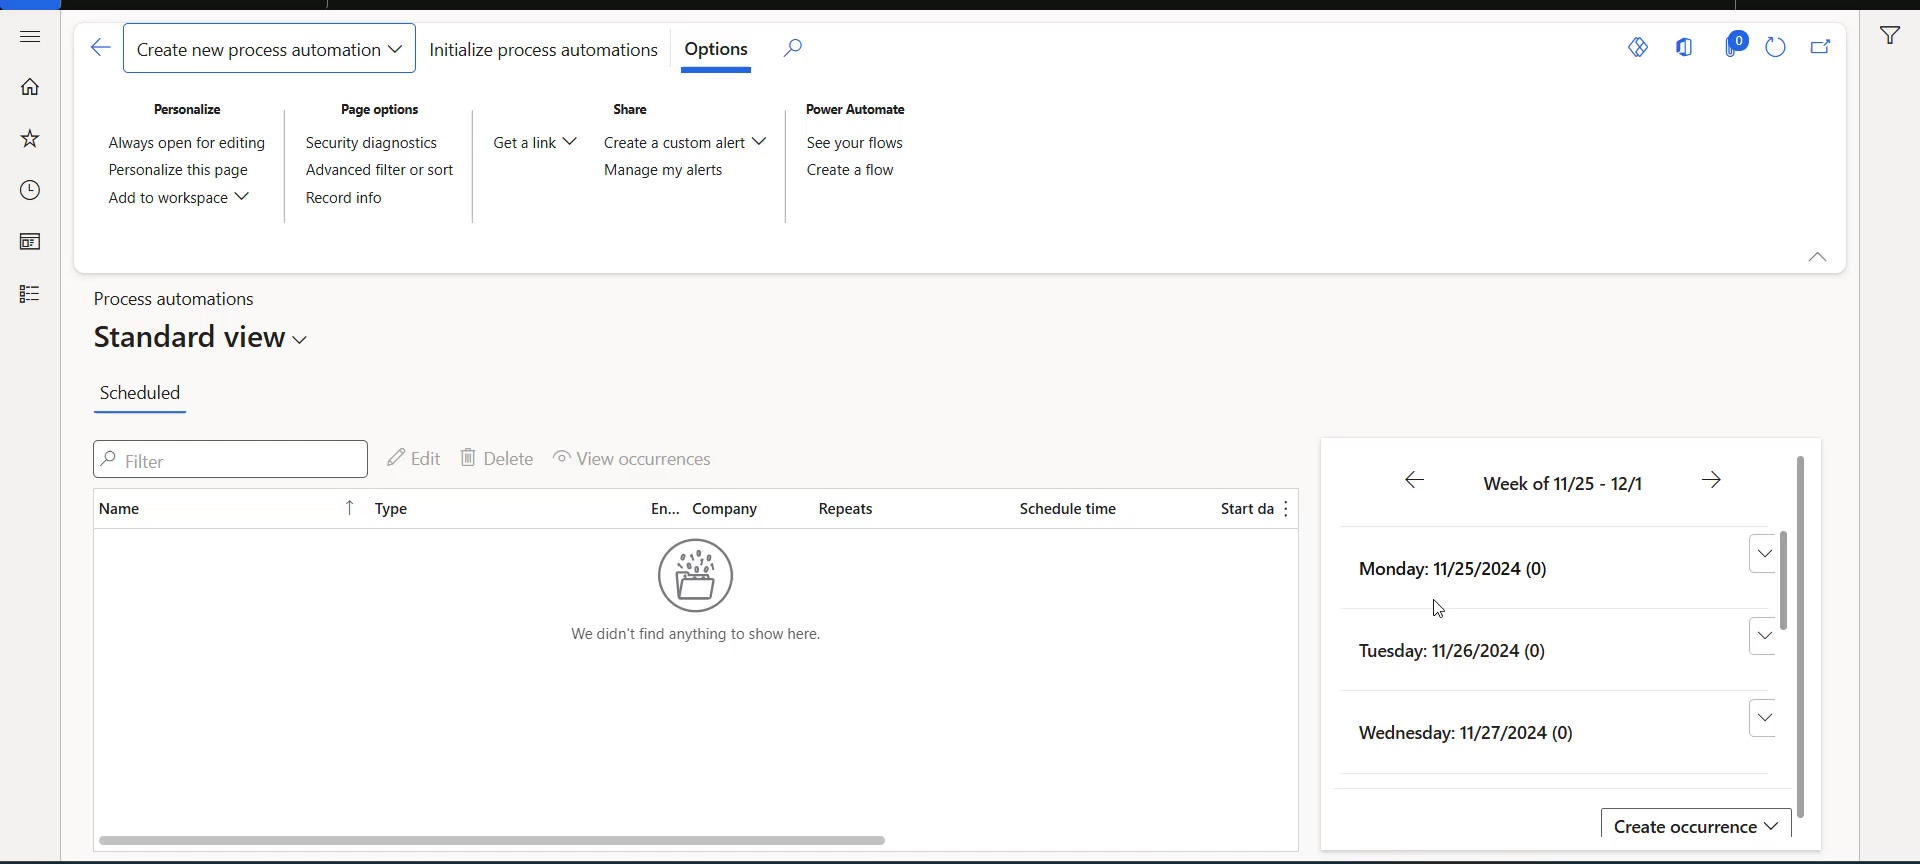 Create new process automation
Initialize process automations
Options
0
Personalize
Always open for editing
Personalize this page
Add to workspace
Page options
Security diagnostics
Advanced filter or sort
Record info
Share
Get a link
Create a custom alert
Manage my alerts
Power Automate
See your flows
Create a flow
Process automations
Standard view
Scheduled
Filter
Edit
Delete
View occurrences
Name
Type
En...
Company
Repeats
Schedule time
Start da
We didn't find anything to show here.
Week of 11/25 - 12/1
Monday: 11/25/2024 (0)
Tuesday: 11/26/2024 (0)
Wednesday: 11/27/2024 (0)
Create occurrence